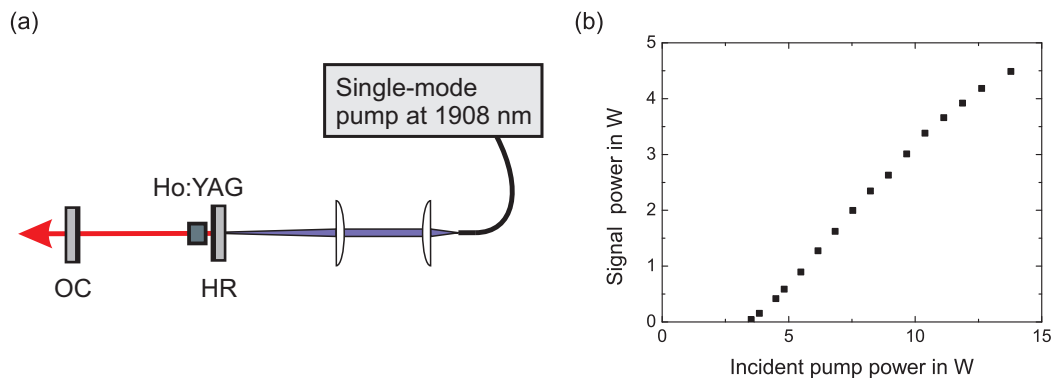 (a)
Single-mode
pump at 1908 nm
Ho:YAG
OC
HR
(b)
5
4
3
2
1
0
0
5
10
15
Signal power in W
Incident pump power in W